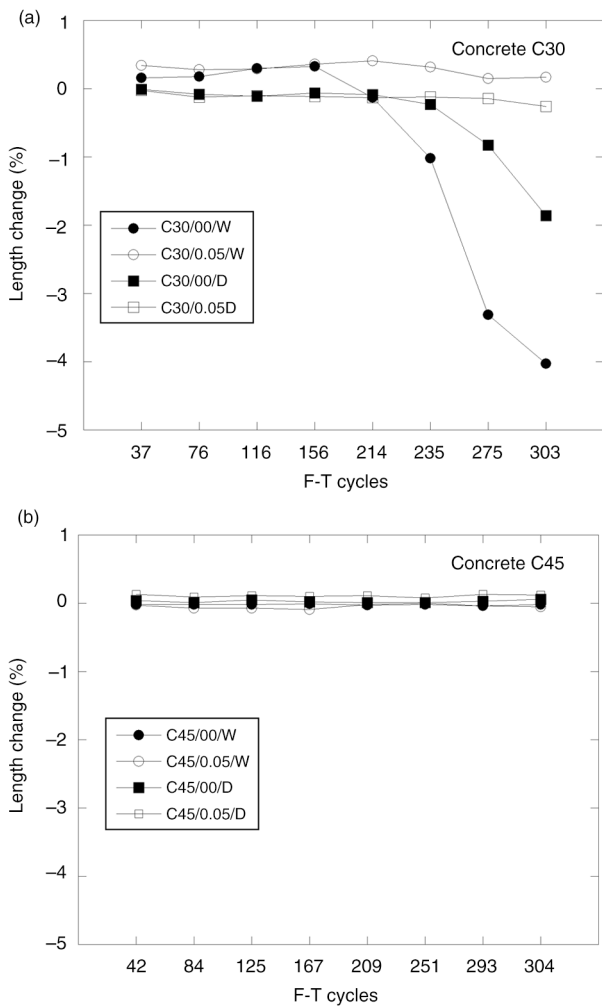 (a)
1
Concrete C30
0
–1
–2
–3
–4
–5
Length change (%)
C30/00/W
C30/0.05/W
C30/00/D
C30/0.05D
37 76 116 156 214 235 275 303
F-T cycles
(b)
1
Concrete C45
0
–1
–2
–3
–4
–5
Length change (%)
C45/00/W
C45/0.05/W
C45/00/D
C45/0.05/D
42 84 125 167 209 251 293 304
F-T cycles